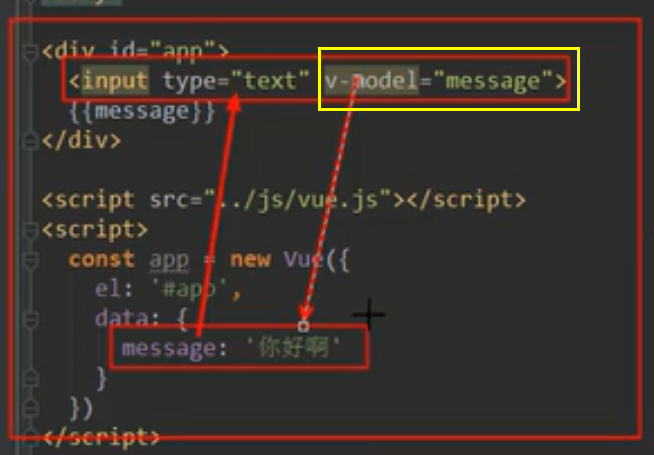 <div id="app">
<input type="text" v-model="message">
{{message}}
</div>
<script src="../js/vue.js"></script>
<script>
const app = new Vue({
el: '#app',
data: {
message: '你好啊'
}
})
</script>